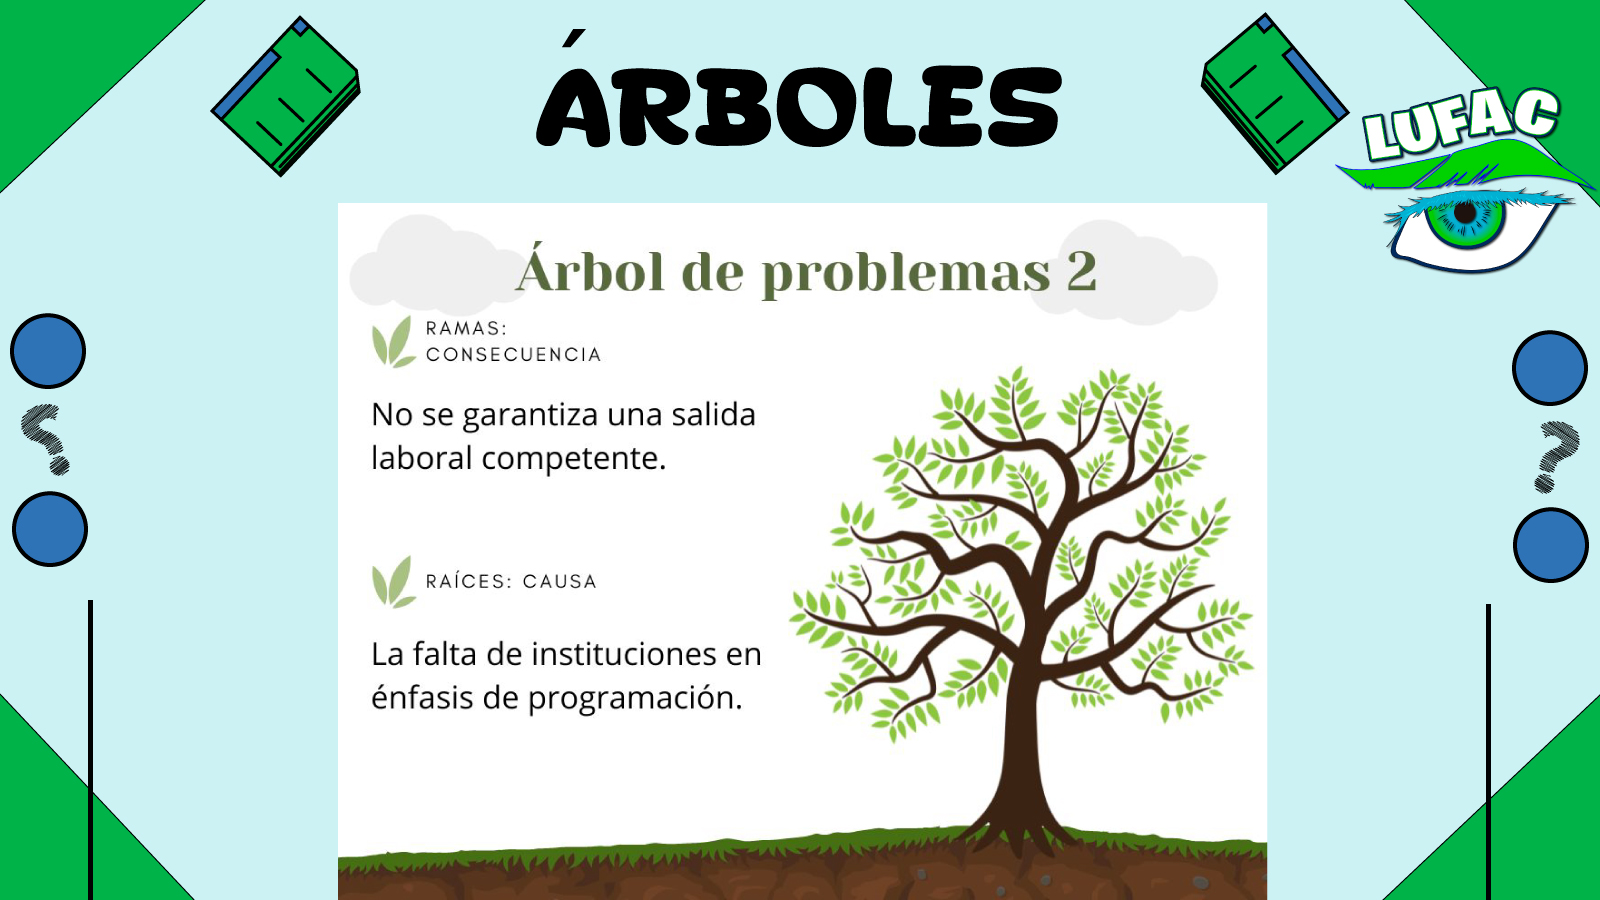 ÁRBOLES
LUFAC
Árbol de problemas 2
RAMAS:
CONSECUENCIA
No se garantiza una salida
laboral competente.
RAÍCES: CAUSA
La falta de instituciones en
énfasis de programación.
?
?